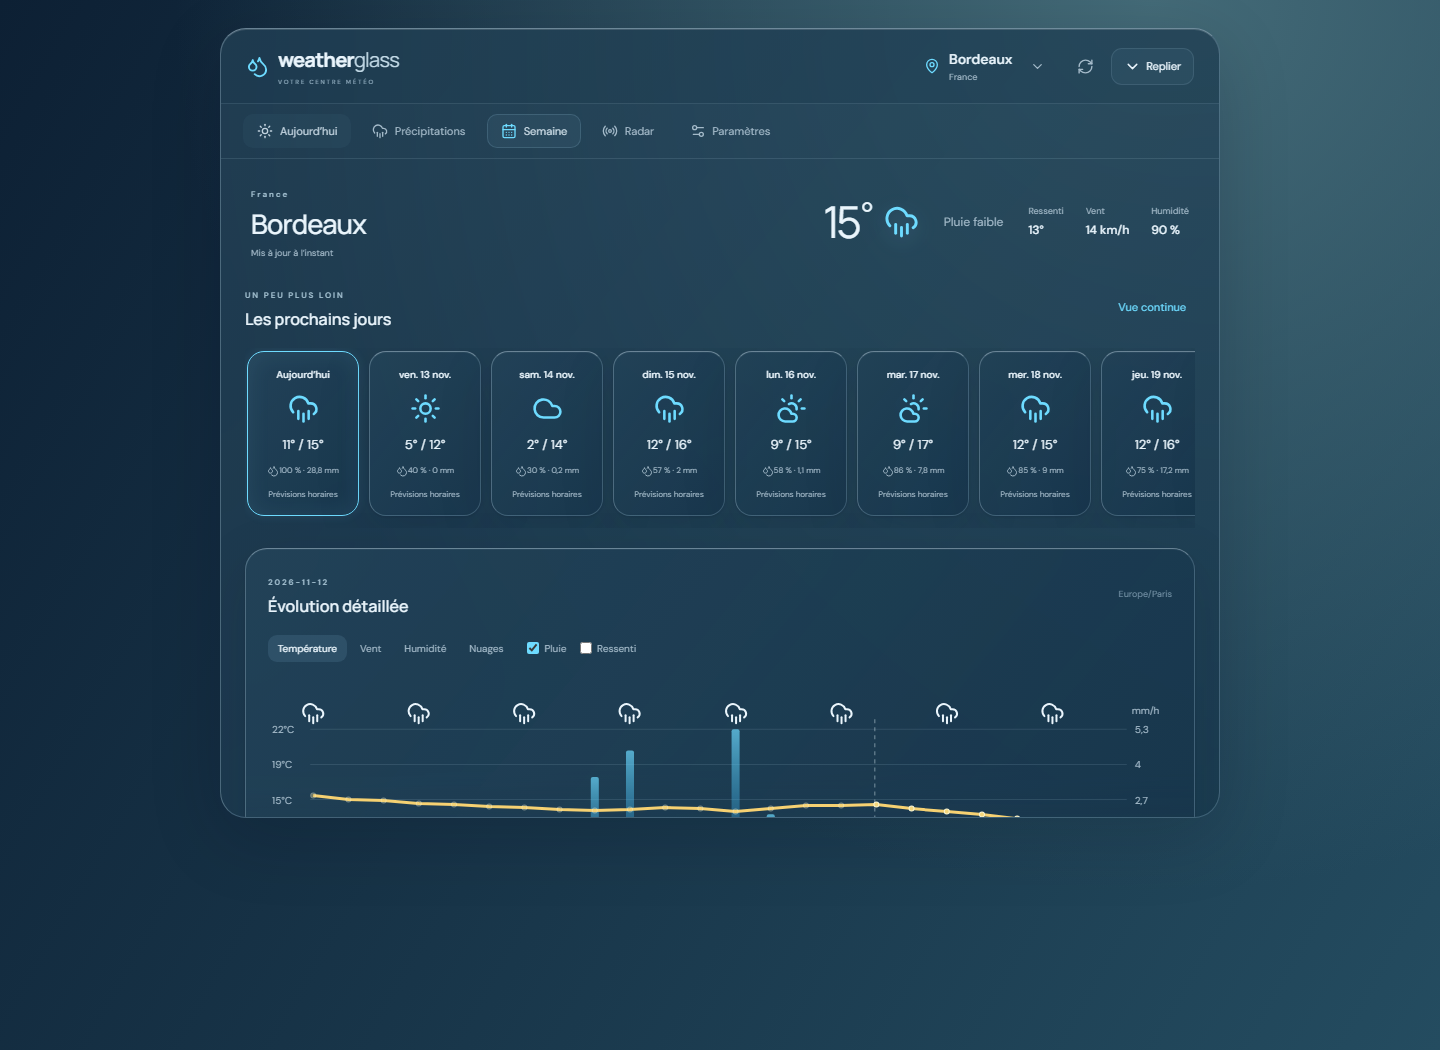 weatherglass
VOTRE CENTRE MÉTÉO
Bordeaux
France
Replier
Aujourd'hui
Précipitations
Semaine
Radar
Paramètres
France
Bordeaux
Mis à jour à l'instant
15°
Pluie faible
Ressenti
13°
Vent
14 km/h
Humidité
90 %
UN PEU PLUS LOIN
Les prochains jours
Vue continue
Aujourd'hui
11° / 15°
100 % · 28,8 mm
Prévisions horaires
ven. 13 nov.
5° / 12°
40 % · 0 mm
Prévisions horaires
sam. 14 nov.
2° / 14°
30 % · 0,2 mm
Prévisions horaires
dim. 15 nov.
12° / 16°
57 % · 2 mm
Prévisions horaires
lun. 16 nov.
9° / 15°
58 % · 1,1 mm
Prévisions horaires
mar. 17 nov.
9° / 17°
86 % · 7,8 mm
Prévisions horaires
mer. 18 nov.
12° / 15°
85 % · 9 mm
Prévisions horaires
jeu. 19 nov.
12° / 16°
75 % · 17,2 mm
Prévisions horaires
2026-11-12
Évolution détaillée
Europe/Paris
Température
Vent
Humidité
Nuages
Pluie
Ressenti
mm/h
22°C
5,3
19°C
4
15°C
2,7